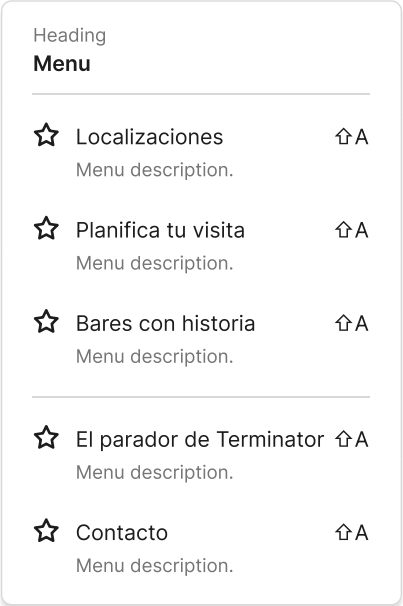 Heading
Menu
Localizaciones ⇧A
Menu description.
Planifica tu visita ⇧A
Menu description.
Bares con historia ⇧A
Menu description.
El parador de Terminator ⇧A
Menu description.
Contacto ⇧A
Menu description.